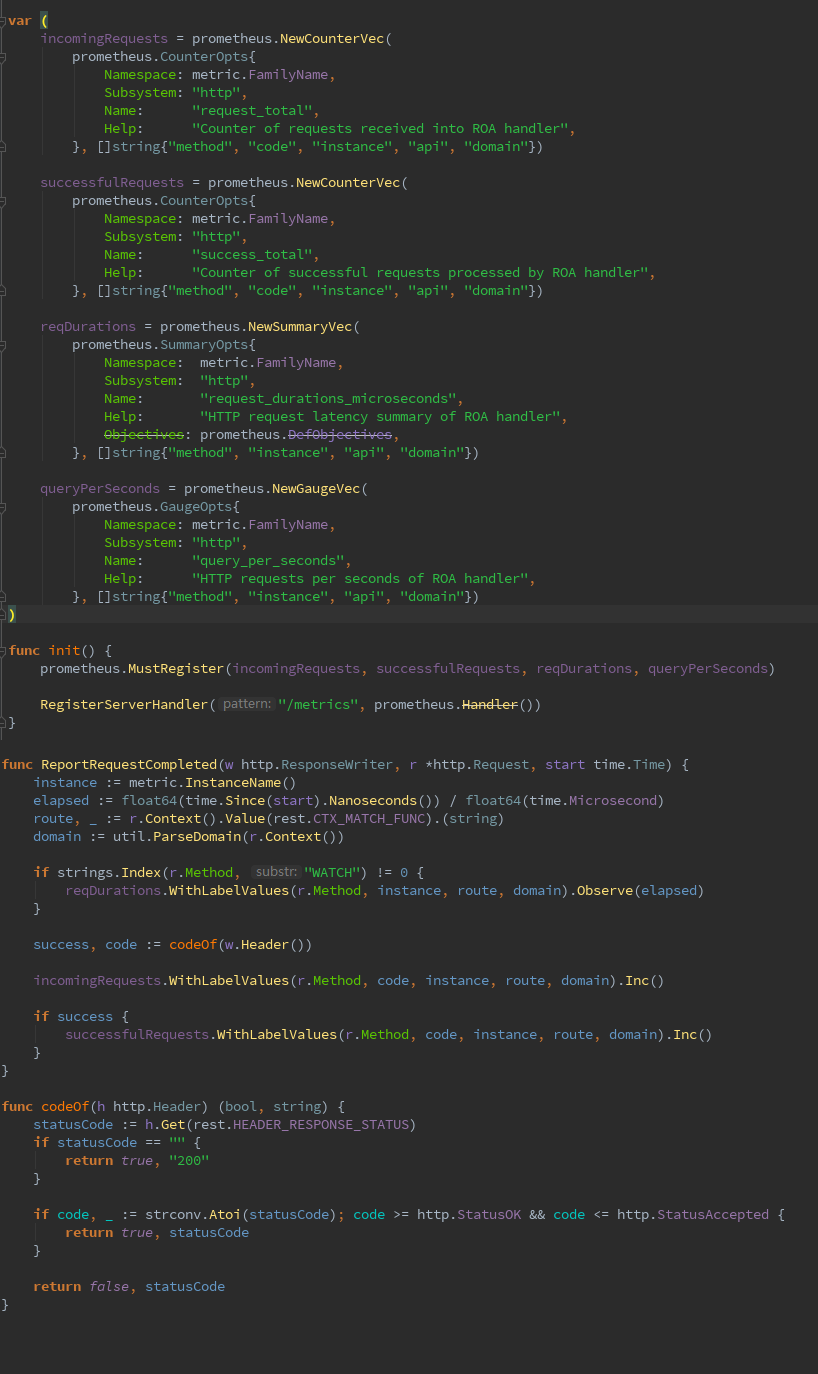 var (
    incomingRequests = prometheus.NewCounterVec(
        prometheus.CounterOpts{
            Namespace: metric.FamilyName,
            Subsystem: "http",
            Name:      "request_total",
            Help:      "Counter of requests received into ROA handler",
        }, []string{"method", "code", "instance", "api", "domain"})

    successfulRequests = prometheus.NewCounterVec(
        prometheus.CounterOpts{
            Namespace: metric.FamilyName,
            Subsystem: "http",
            Name:      "success_total",
            Help:      "Counter of successful requests processed by ROA handler",
        }, []string{"method", "code", "instance", "api", "domain"})

    reqDurations = prometheus.NewSummaryVec(
        prometheus.SummaryOpts{
            Namespace:  metric.FamilyName,
            Subsystem:  "http",
            Name:       "request_durations_microseconds",
            Help:       "HTTP request latency summary of ROA handler",
            Objectives: prometheus.DefObjectives,
        }, []string{"method", "instance", "api", "domain"})

    queryPerSeconds = prometheus.NewGaugeVec(
        prometheus.GaugeOpts{
            Namespace: metric.FamilyName,
            Subsystem: "http",
            Name:      "query_per_seconds",
            Help:      "HTTP requests per seconds of ROA handler",
        }, []string{"method", "instance", "api", "domain"})
)

func init() {
    prometheus.MustRegister(incomingRequests, successfulRequests, reqDurations, queryPerSeconds)

    RegisterServerHandler( pattern: "/metrics", prometheus.Handler())
}

func ReportRequestCompleted(w http.ResponseWriter, r *http.Request, start time.Time) {
    instance := metric.InstanceName()
    elapsed := float64(time.Since(start).Nanoseconds()) / float64(time.Microsecond)
    route, _ := r.Context().Value(rest.CTX_MATCH_FUNC).(string)
    domain := util.ParseDomain(r.Context())

    if strings.Index(r.Method, substr: "WATCH") != 0 {
        reqDurations.WithLabelValues(r.Method, instance, route, domain).Observe(elapsed)
    }

    success, code := codeOf(w.Header())

    incomingRequests.WithLabelValues(r.Method, code, instance, route, domain).Inc()

    if success {
        successfulRequests.WithLabelValues(r.Method, code, instance, route, domain).Inc()
    }
}

func codeOf(h http.Header) (bool, string) {
    statusCode := h.Get(rest.HEADER_RESPONSE_STATUS)
    if statusCode == "" {
        return true, "200"
    }

    if code, _ := strconv.Atoi(statusCode); code >= http.StatusOK && code <= http.StatusAccepted {
        return true, statusCode
    }

    return false, statusCode
}